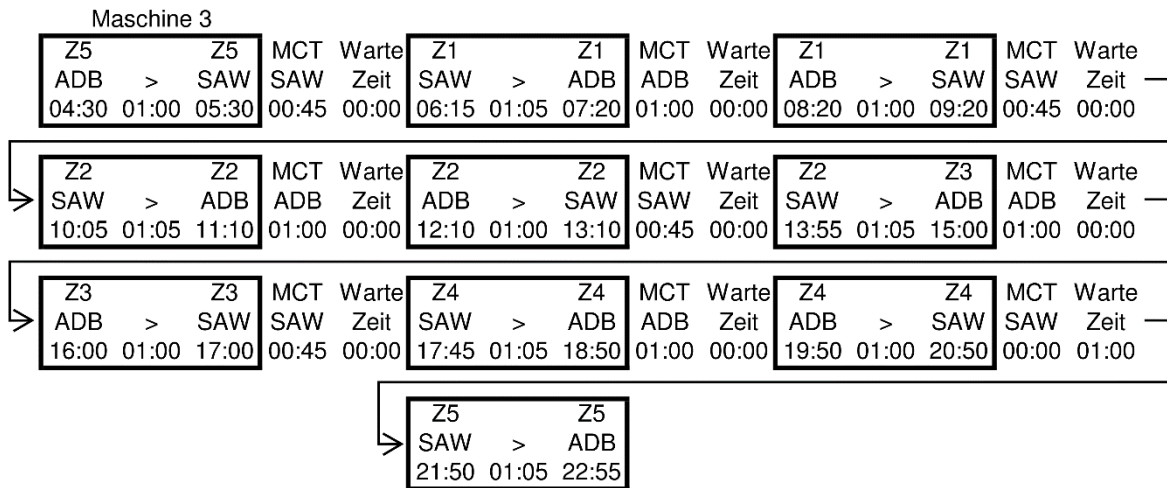 Maschine 3
Z5 Z5 MCT Warte Z1 Z1 MCT Warte Z1 Z1 MCT Warte
ADB > SAW SAW Zeit SAW > ADB ADB Zeit ADB > SAW SAW Zeit
04:30 01:00 05:30 00:45 00:00 06:15 01:05 07:20 01:00 00:00 08:20 01:00 09:20 00:45 00:00
Z2 Z2 MCT Warte Z2 Z2 MCT Warte Z2 Z3 MCT Warte
SAW > ADB ADB Zeit ADB > SAW SAW Zeit SAW > ADB ADB Zeit
10:05 01:05 11:10 01:00 00:00 12:10 01:00 13:10 00:45 00:00 13:55 01:05 15:00 01:00 00:00
Z3 Z3 MCT Warte Z4 Z4 MCT Warte Z4 Z4 MCT Warte
ADB > SAW SAW Zeit SAW > ADB ADB Zeit ADB > SAW SAW Zeit
16:00 01:00 17:00 00:45 00:00 17:45 01:05 18:50 01:00 00:00 19:50 01:00 20:50 00:00 01:00
Z5 Z5
SAW > ADB
21:50 01:05 22:55